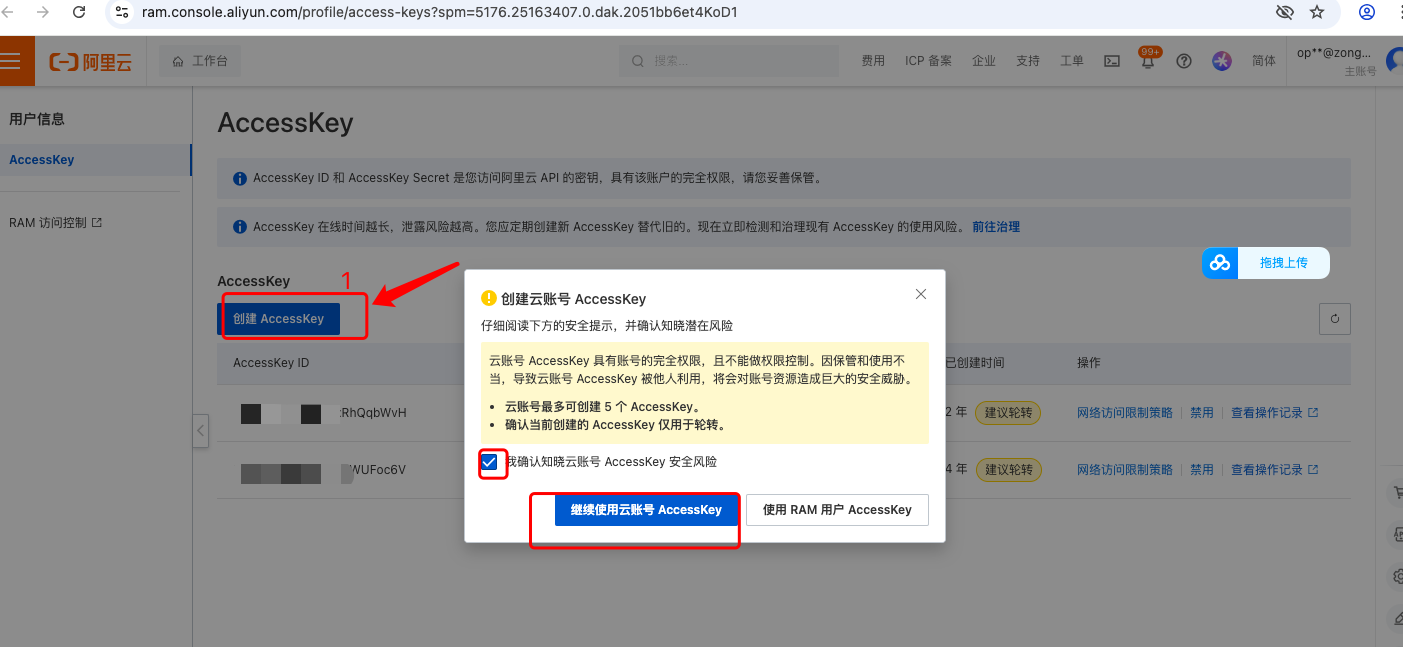 ram.console.aliyun.com/profile/access-keys?spm=5176.25163407.0.dak.2051bb6et4KoD1
阿里云
工作台
搜索...
费用
ICP 备案
企业
支持
工单
99+
简体
op**@zong...
主账号
用户信息
AccessKey
RAM 访问控制
AccessKey
AccessKey ID 和 AccessKey Secret 是您访问阿里云 API 的密钥，具有该账户的完全权限，请您妥善保管。
AccessKey 在线时间越长，泄露风险越高。您应定期创建新 AccessKey 替代旧的。现在立即检测和治理现有 AccessKey 的使用风险。 前往治理
拖拽上传
AccessKey
1
创建 AccessKey
AccessKey ID
已创建时间
操作
RhQqbWvH
2 年
建议轮转
网络访问限制策略
禁用
查看操作记录
WUFoc6V
4 年
建议轮转
网络访问限制策略
禁用
查看操作记录
创建云账号 AccessKey
仔细阅读下方的安全提示，并确认知晓潜在风险
云账号 AccessKey 具有账号的完全权限，且不能做权限控制。因保管和使用不
当，导致云账号 AccessKey 被他人利用，将会对账号资源造成巨大的安全威胁。
• 云账号最多可创建 5 个 AccessKey。
• 确认当前创建的 AccessKey 仅用于轮转。
我确认知晓云账号 AccessKey 安全风险
继续使用云账号 AccessKey
使用 RAM 用户 AccessKey